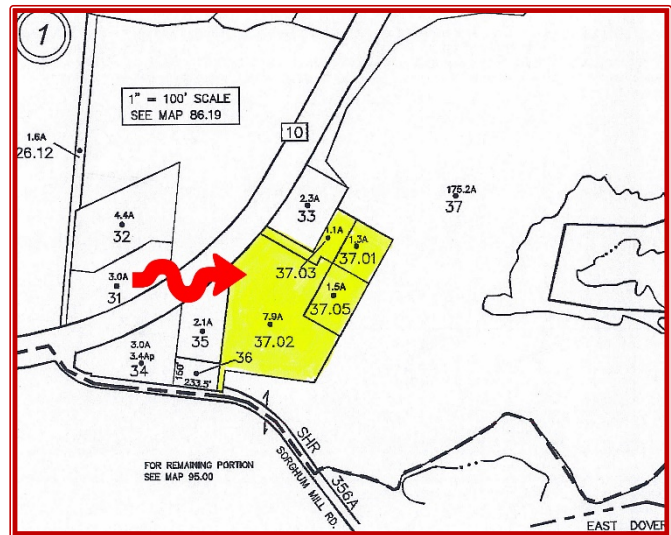 1
1" = 100' SCALE
SEE MAP 86.19
10
1.6A
26.12
2.3A
33
175.2A
37
4.4A
32
1.1A
37.03
1.3A
37.01
3.0A
31
1.5A
37.05
2.1A
35
7.9A
37.02
3.0A
3.4Ap
34
36
150'
233.5'
FOR REMAINING PORTION
SEE MAP 95.00
SHR
356A
SORGHUM MILL RD.
EAST DOVER